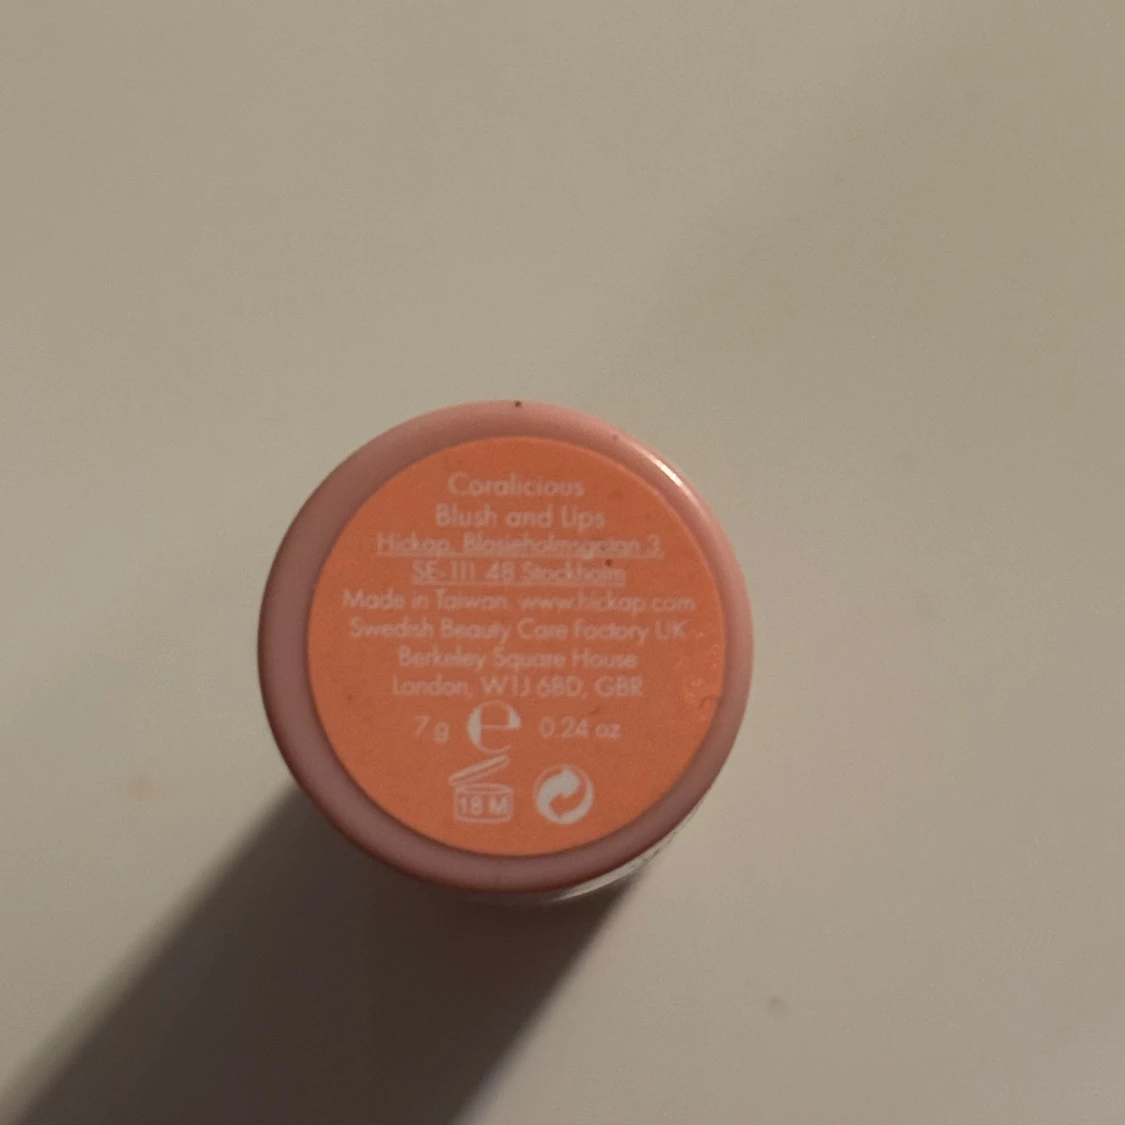 Coralicious
Blush and Lips
Hickap, Blasieholmsgatan 3,
SE-111 48 Stockholm
Made in Taiwan. www.hickap.com
Swedish Beauty Care Factory UK
Berkeley Square House
London, W1J 6BD, GBR
7 g e 0.24 oz
18 M